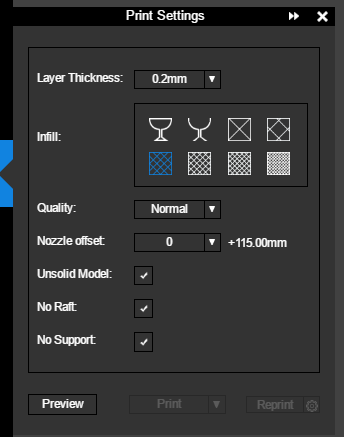 Print Settings
Layer Thickness: 0.2mm
Infill:
Quality: Normal
Nozzle offset: 0 +115.00mm
Unsolid Model:
No Raft:
No Support:
Preview Print Reprint